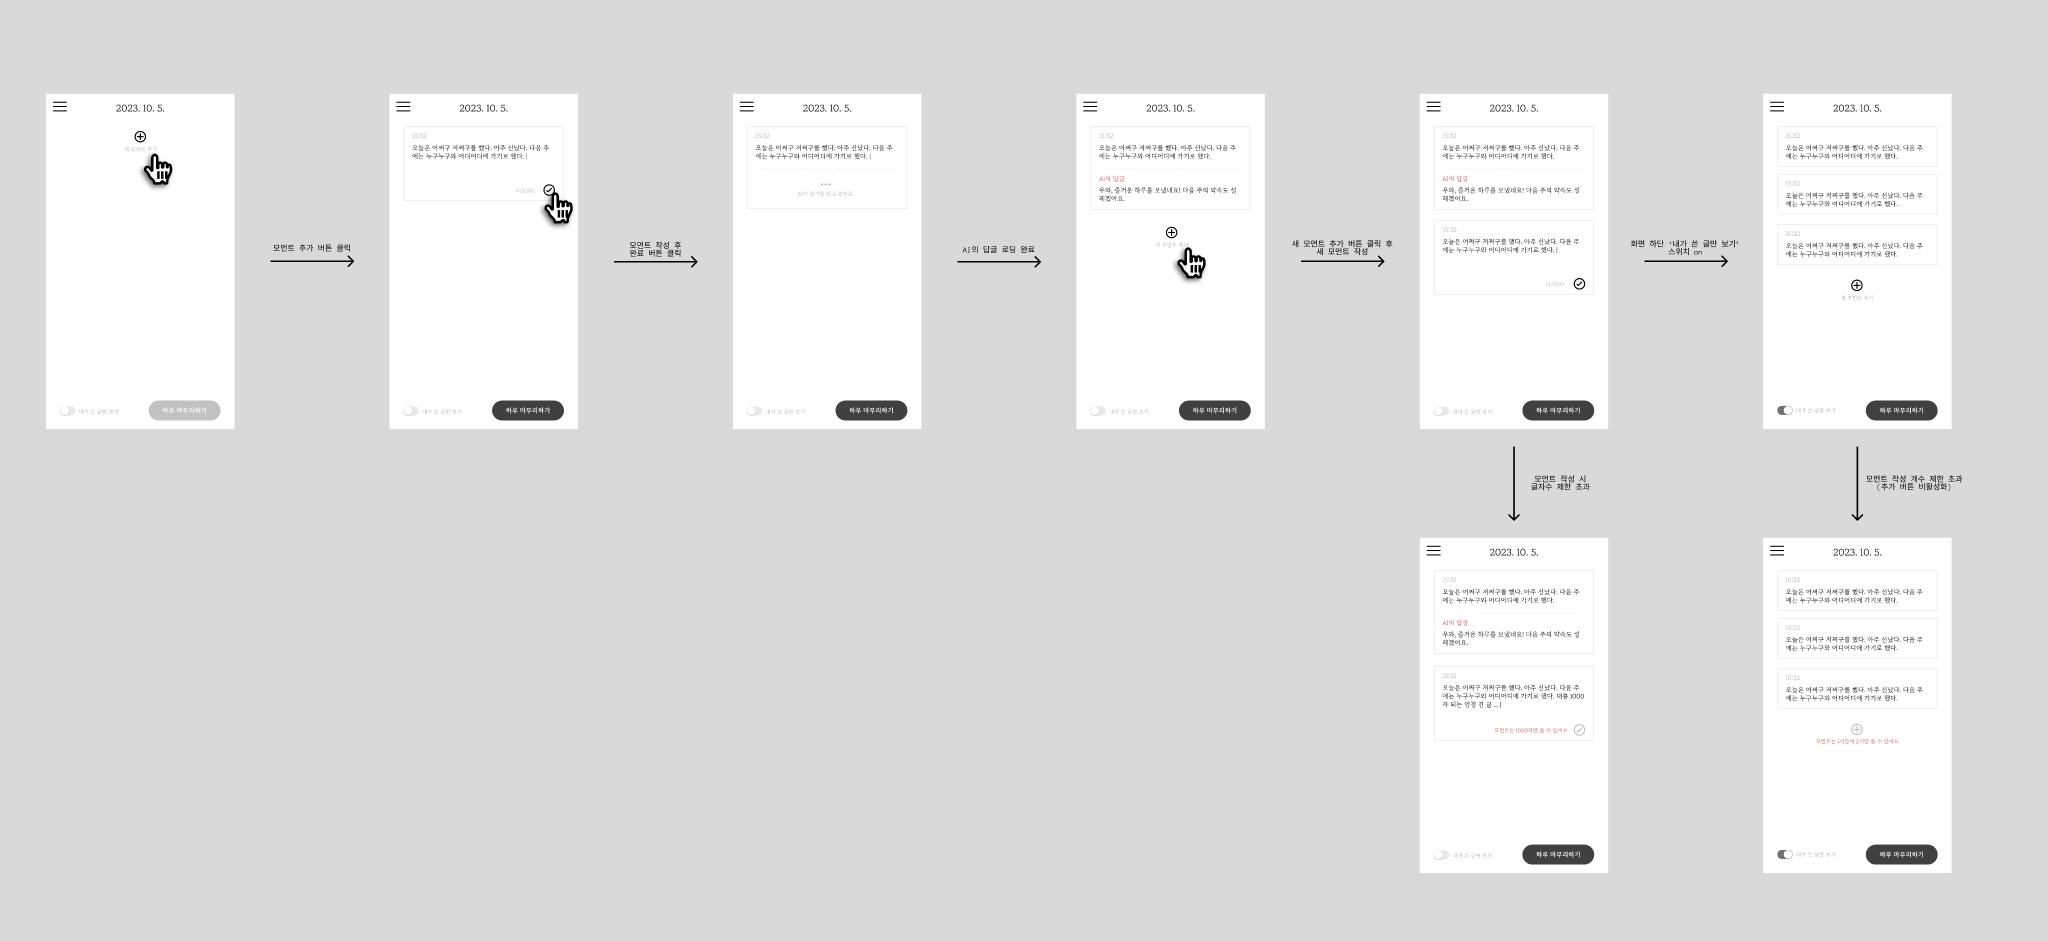 2023. 10. 5.
새 모먼트 추가
내가 쓴 글만 보기
하루 마무리하기
모먼트 추가 버튼 클릭
2023. 10. 5.
15:32
오늘은 어쩌구 저쩌구를 했다. 아주 신났다. 다음 주
에는 누구누구와 어디어디에 가기로 했다. |
N/1000
내가 쓴 글만 보기
하루 마무리하기
모먼트 작성 후
완료 버튼 클릭
2023. 10. 5.
15:32
오늘은 어쩌구 저쩌구를 했다. 아주 신났다. 다음 주
에는 누구누구와 어디어디에 가기로 했다. |
AI가 일기를 읽고 있어요
내가 쓴 글만 보기
하루 마무리하기
AI의 답글 로딩 완료
2023. 10. 5.
15:32
오늘은 어쩌구 저쩌구를 했다. 아주 신났다. 다음 주
에는 누구누구와 어디어디에 가기로 했다.
AI의 답글
우와, 즐거운 하루를 보냈네요! 다음 주의 약속도 설
레겠어요.
새 모먼트 추가
내가 쓴 글만 보기
하루 마무리하기
새 모먼트 추가 버튼 클릭 후
새 모먼트 작성
2023. 10. 5.
15:32
오늘은 어쩌구 저쩌구를 했다. 아주 신났다. 다음 주
에는 누구누구와 어디어디에 가기로 했다.
AI의 답글
우와, 즐거운 하루를 보냈네요! 다음 주의 약속도 설
레겠어요.
15:32
오늘은 어쩌구 저쩌구를 했다. 아주 신났다. 다음 주
에는 누구누구와 어디어디에 가기로 했다. |
N/1000
내가 쓴 글만 보기
하루 마무리하기
화면 하단 '내가 쓴 글만 보기'
스위치 on
2023. 10. 5.
15:32
오늘은 어쩌구 저쩌구를 했다. 아주 신났다. 다음 주
에는 누구누구와 어디어디에 가기로 했다.
15:32
오늘은 어쩌구 저쩌구를 했다. 아주 신났다. 다음 주
에는 누구누구와 어디어디에 가기로 했다.
15:32
오늘은 어쩌구 저쩌구를 했다. 아주 신났다. 다음 주
에는 누구누구와 어디어디에 가기로 했다.
새 모먼트 추가
내가 쓴 글만 보기
하루 마무리하기
모먼트 작성 시
글자수 제한 초과
모먼트 작성 개수 제한 초과
(추가 버튼 비활성화)
2023. 10. 5.
15:32
오늘은 어쩌구 저쩌구를 했다. 아주 신났다. 다음 주
에는 누구누구와 어디어디에 가기로 했다.
AI의 답장
우와, 즐거운 하루를 보냈네요! 다음 주의 약속도 설
레겠어요.
15:32
오늘은 어쩌구 저쩌구를 했다. 아주 신났다. 다음 주
에는 누구누구와 어디어디에 가기로 했다. 대충 1000
자 되는 엄청 긴 글 ... |
모먼트는 1000자만 쓸 수 있어요
내가 쓴 글만 보기
하루 마무리하기
2023. 10. 5.
15:32
오늘은 어쩌구 저쩌구를 했다. 아주 신났다. 다음 주
에는 누구누구와 어디어디에 가기로 했다.
15:32
오늘은 어쩌구 저쩌구를 했다. 아주 신났다. 다음 주
에는 누구누구와 어디어디에 가기로 했다.
15:32
오늘은 어쩌구 저쩌구를 했다. 아주 신났다. 다음 주
에는 누구누구와 어디어디에 가기로 했다.
모먼트는 1시간에 쓸 수 있어요
내가 쓴 글만 보기
하루 마무리하기